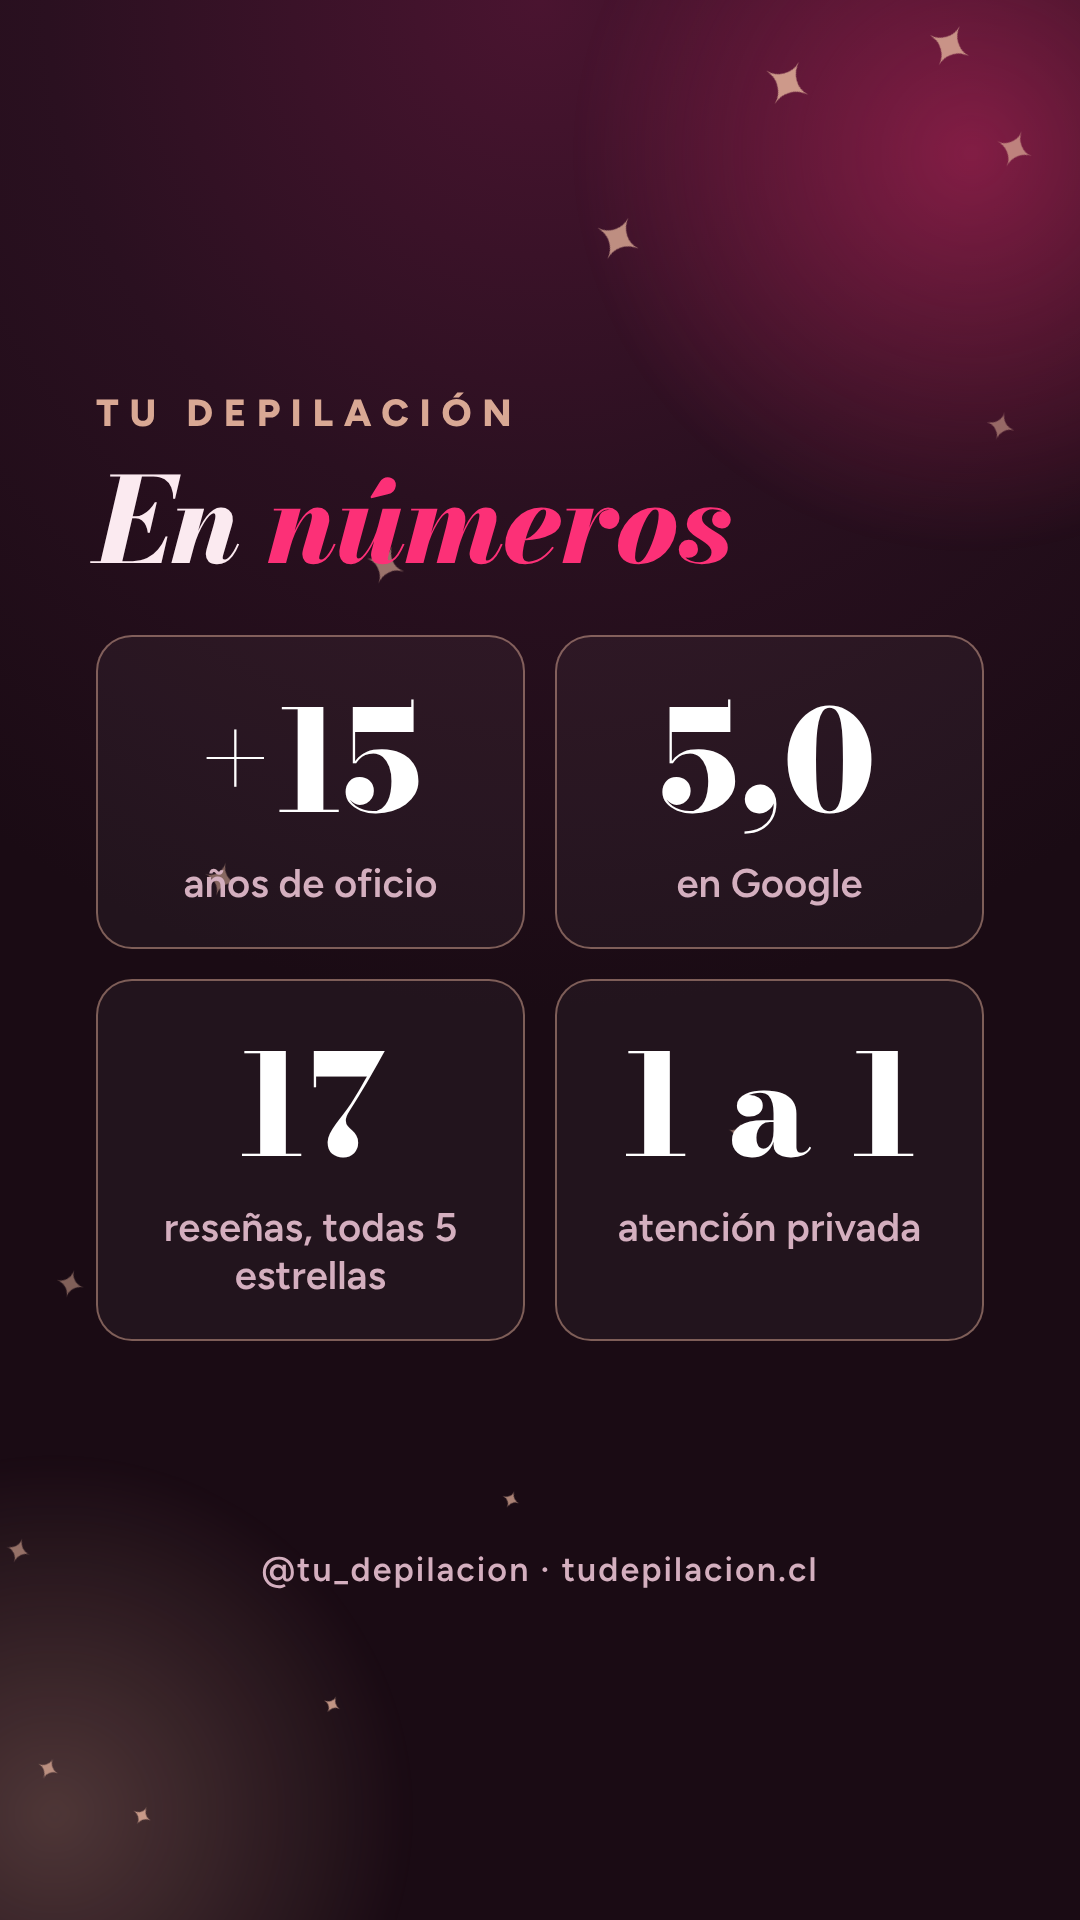 TU DEPILACIÓN
En números
+15
años de oficio
5,0
en Google
17
reseñas, todas 5
estrellas
1 a 1
atención privada
@tu_depilacion · tudepilacion.cl